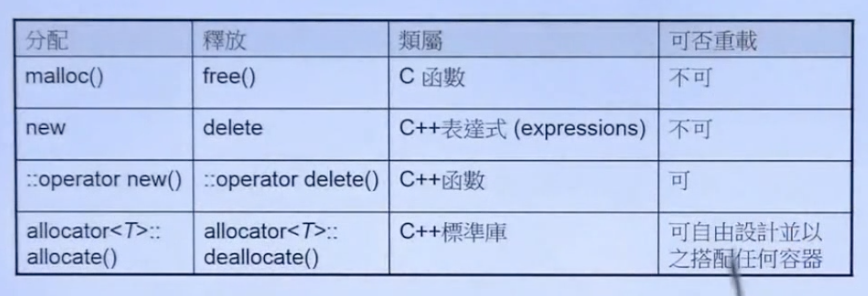 分配 釋放 類屬 可否重載
malloc() free() C 函數 不可
new delete C++表達式 (expressions) 不可
::operator new() ::operator delete() C++函數 可
allocator<T>:: allocator<T>:: C++標準庫 可自由設計並以
allocate() deallocate() 之搭配任何容器